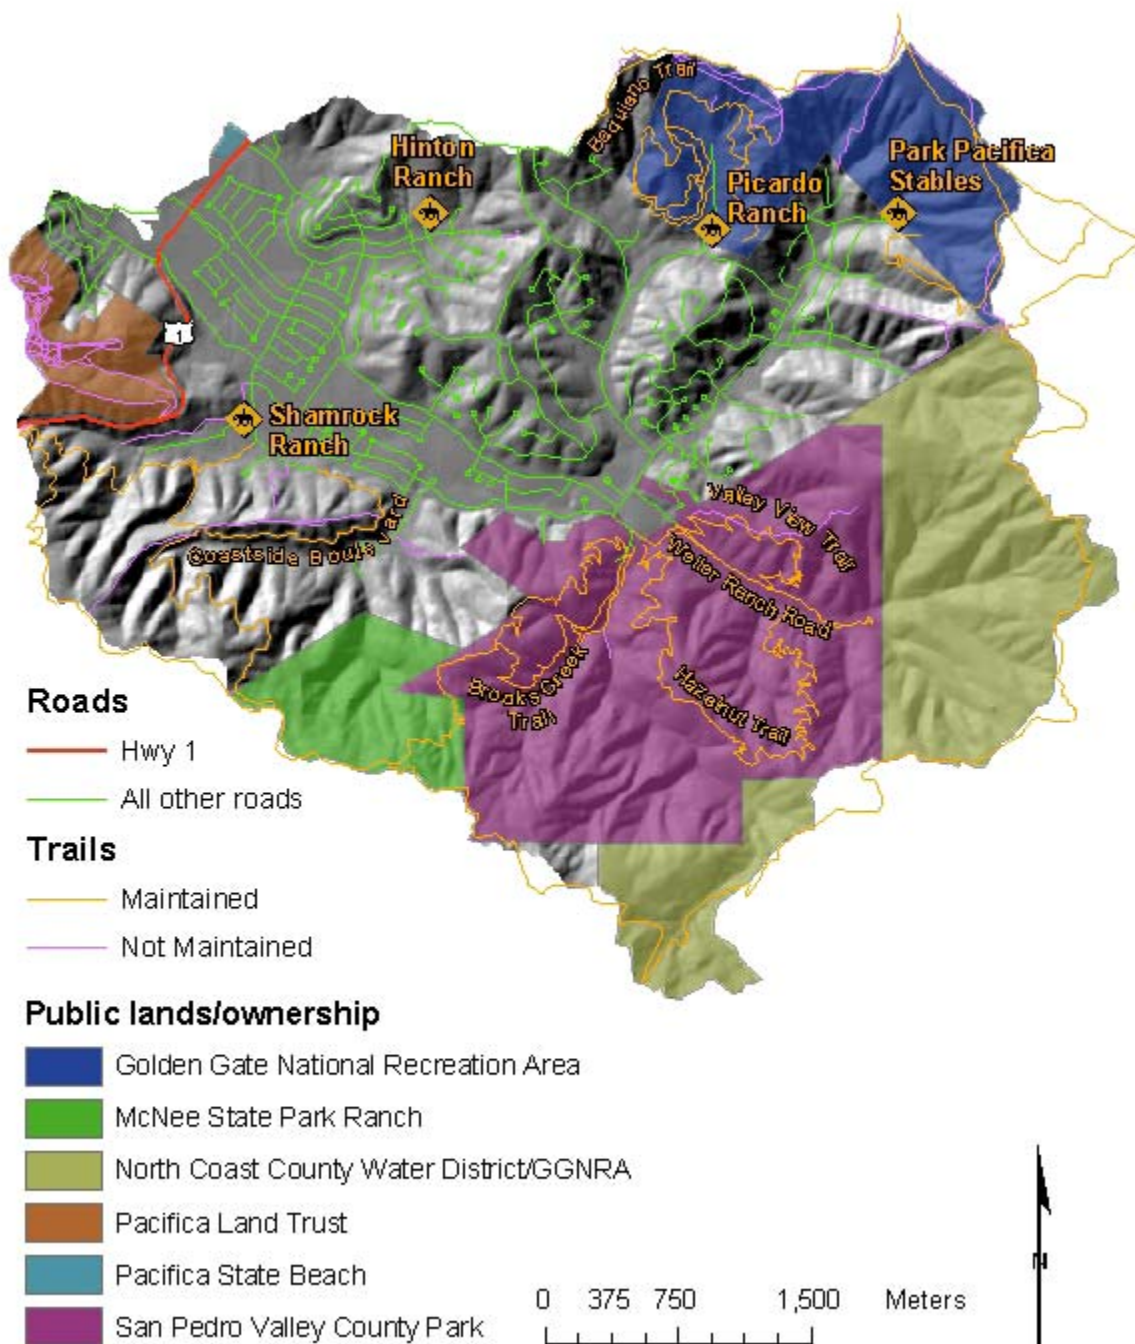 Baquiano Trail
Hinton
Ranch
Park Pacifica
Stables
Picardo
Ranch
1
Shamrock
Ranch
Coastside Boulevard
Valley View Trail
Weiler Ranch Road
Brooks Creek
Trail
Hazelnut Trail
Roads
Hwy 1
All other roads
Trails
Maintained
Not Maintained
Public lands/ownership
Golden Gate National Recreation Area
McNee State Park Ranch
North Coast County Water District/GGNRA
Pacifica Land Trust
Pacifica State Beach
San Pedro Valley County Park
0 375 750 1,500 Meters
N